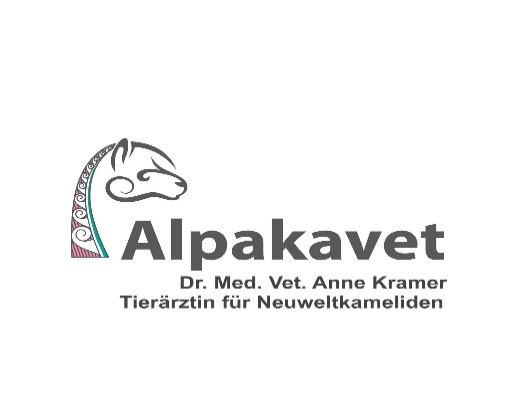 Alpakavet
Dr. Med. Vet. Anne Kramer
Tierärztin für Neuweltkameliden